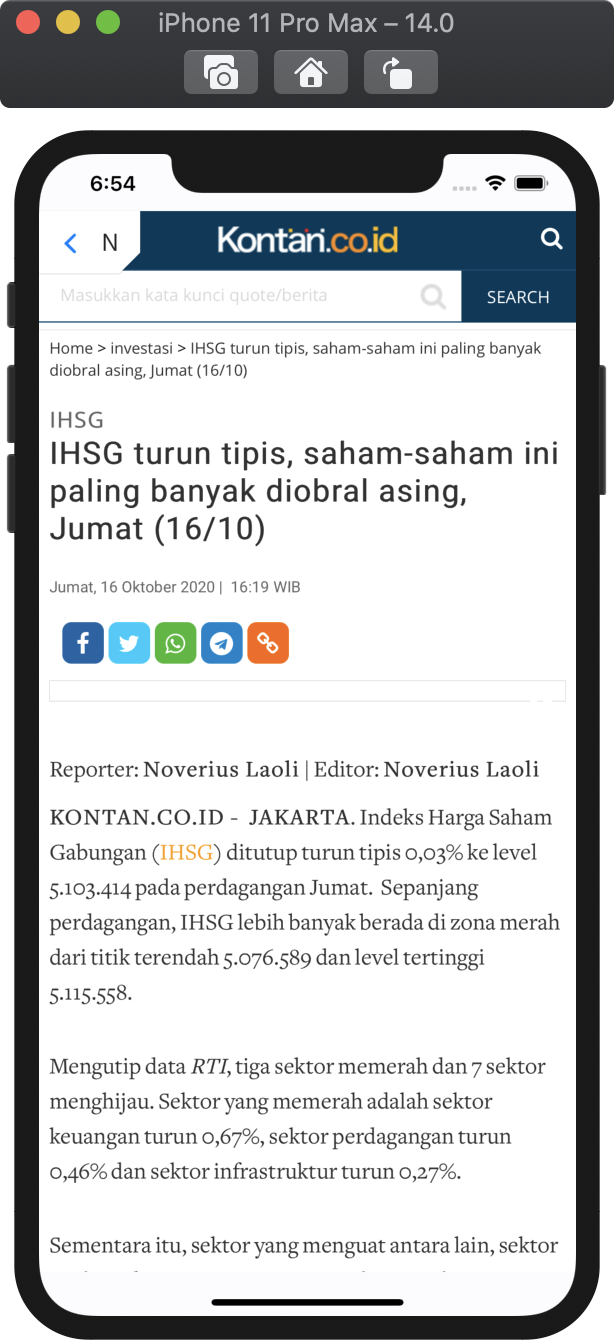 iPhone 11 Pro Max – 14.0
6:54
N
Kontan.co.id
Masukkan kata kunci quote/berita
SEARCH
Home > investasi > IHSG turun tipis, saham-saham ini paling banyak
diobral asing, Jumat (16/10)
IHSG
IHSG turun tipis, saham-saham ini
paling banyak diobral asing,
Jumat (16/10)
Jumat, 16 Oktober 2020 | 16:19 WIB
Reporter: Noverius Laoli | Editor: Noverius Laoli
KONTAN.CO.ID - JAKARTA. Indeks Harga Saham
Gabungan (IHSG) ditutup turun tipis 0,03% ke level
5.103.414 pada perdagangan Jumat. Sepanjang
perdagangan, IHSG lebih banyak berada di zona merah
dari titik terendah 5.076.589 dan level tertinggi
5.115.558.
Mengutip data RTI, tiga sektor memerah dan 7 sektor
menghijau. Sektor yang memerah adalah sektor
keuangan turun 0,67%, sektor perdagangan turun
0,46% dan sektor infrastruktur turun 0,27%.
Sementara itu, sektor yang menguat antara lain, sektor